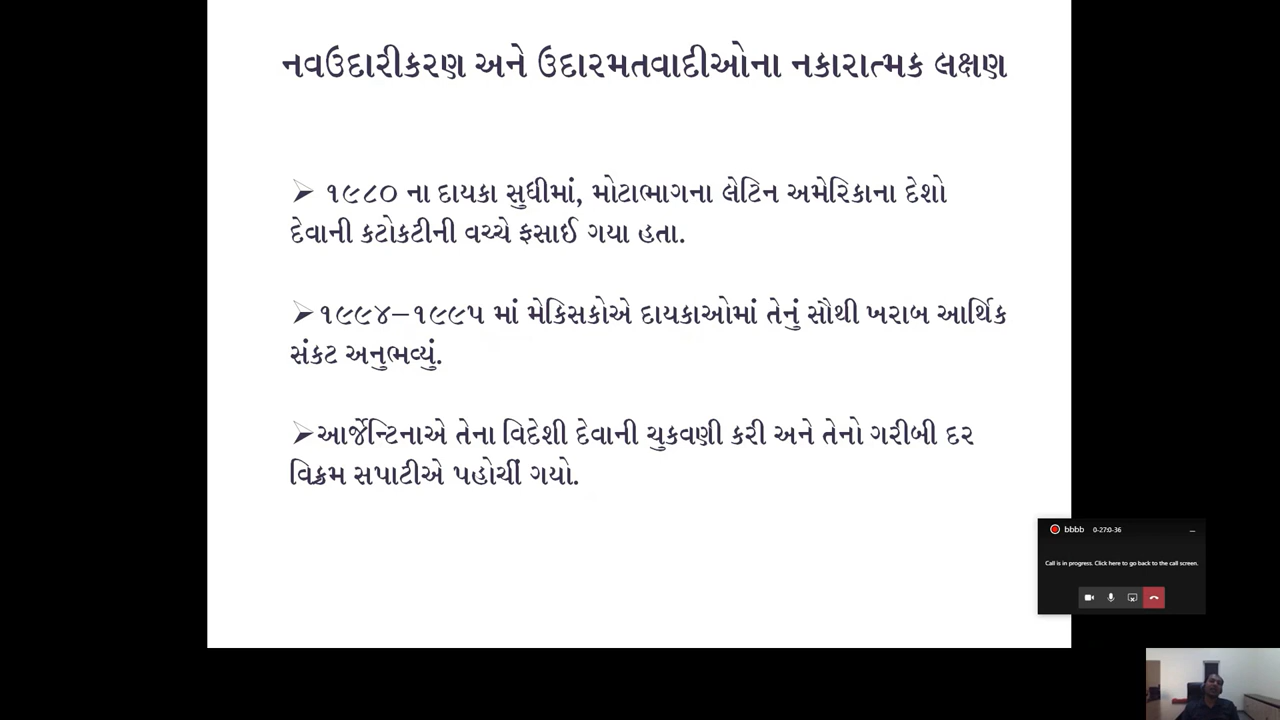 નવઉદારીકરણ અને ઉદારમતવાદીઓના નકારાત્મક લક્ષણ
➢ ૧૯૮૦ ના દાયકા સુધીમાં, મોટાભાગના લેટિન અમેરિકાના દેશો
દેવાની કટોકટીની વચ્ચે ફસાઈ ગયા હતા.
➢૧૯૯૪–૧૯૯૫ માં મેકિસકોએ દાયકાઓમાં તેનું સૌથી ખરાબ આર્થિક
સંકટ અનુભવ્યું.
➢આર્જેન્ટિનાએ તેના વિદેશી દેવાની ચુકવણી કરી અને તેનો ગરીબી દર
વિક્રમ સપાટીએ પહોચીં ગયો.
bbbb 0-27:0-36
Call is in progress. Click here to go back to the call screen.